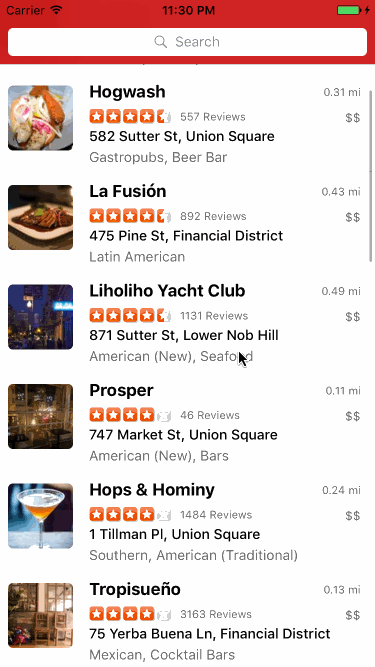 Carrier 11:30 PM
Search
Hogwash 0.31 mi
557 Reviews $$
582 Sutter St, Union Square
Gastropubs, Beer Bar
La Fusión 0.43 mi
892 Reviews $$
475 Pine St, Financial District
Latin American
Liholiho Yacht Club 0.49 mi
1131 Reviews $$
871 Sutter St, Lower Nob Hill
American (New), Seafood
Prosper 0.11 mi
46 Reviews $$
747 Market St, Union Square
American (New), Bars
Hops & Hominy 0.24 mi
1484 Reviews $$
1 Tillman Pl, Union Square
Southern, American (Traditional)
Tropisueño 0.13 mi
3163 Reviews $$
75 Yerba Buena Ln, Financial District
Mexican, Cocktail Bars